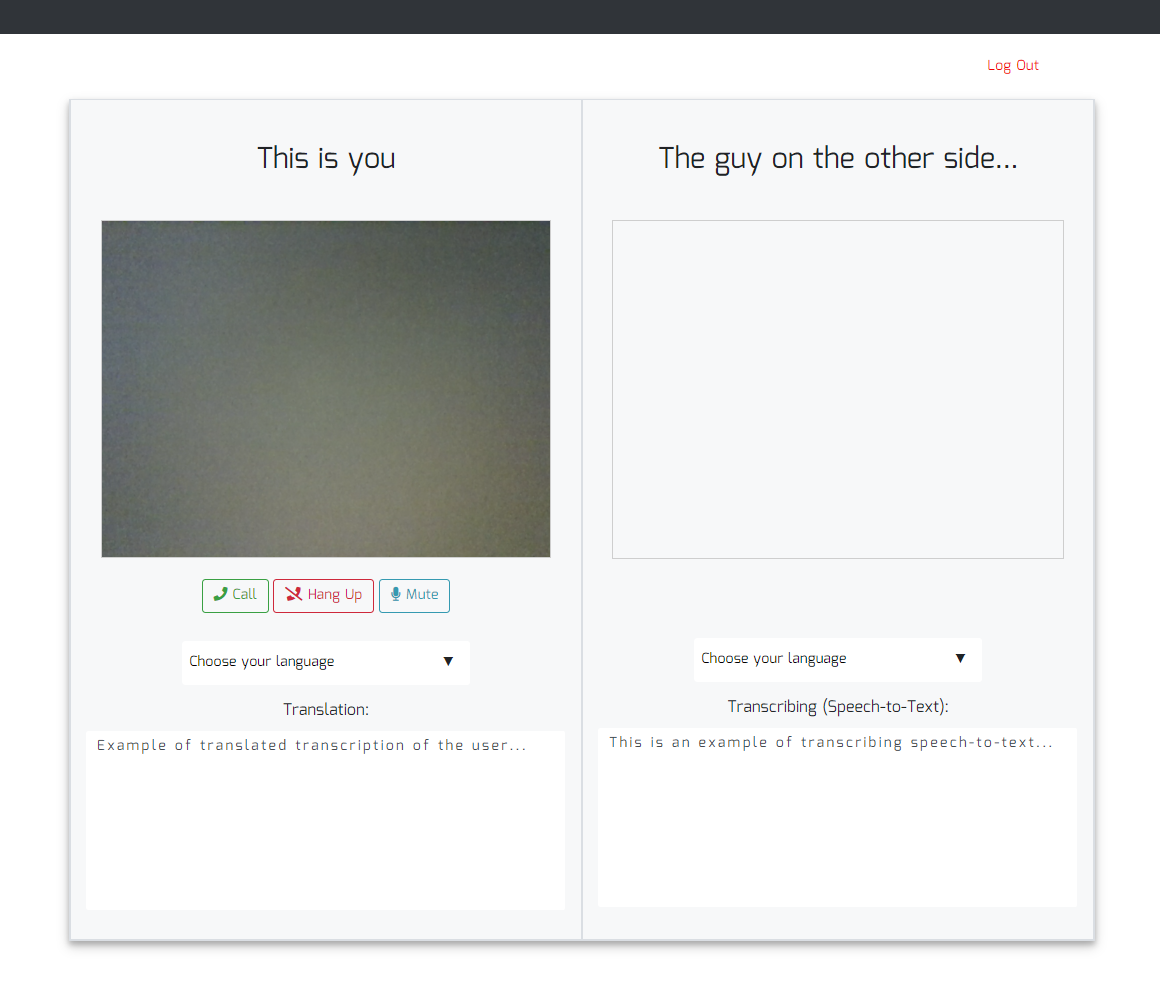 Log Out
This is you
The guy on the other side...
Call
Hang Up
Mute
Choose your language ▼
Translation:
Example of translated transcription of the user...
Choose your language ▼
Transcribing (Speech-to-Text):
This is an example of transcribing speech-to-text...